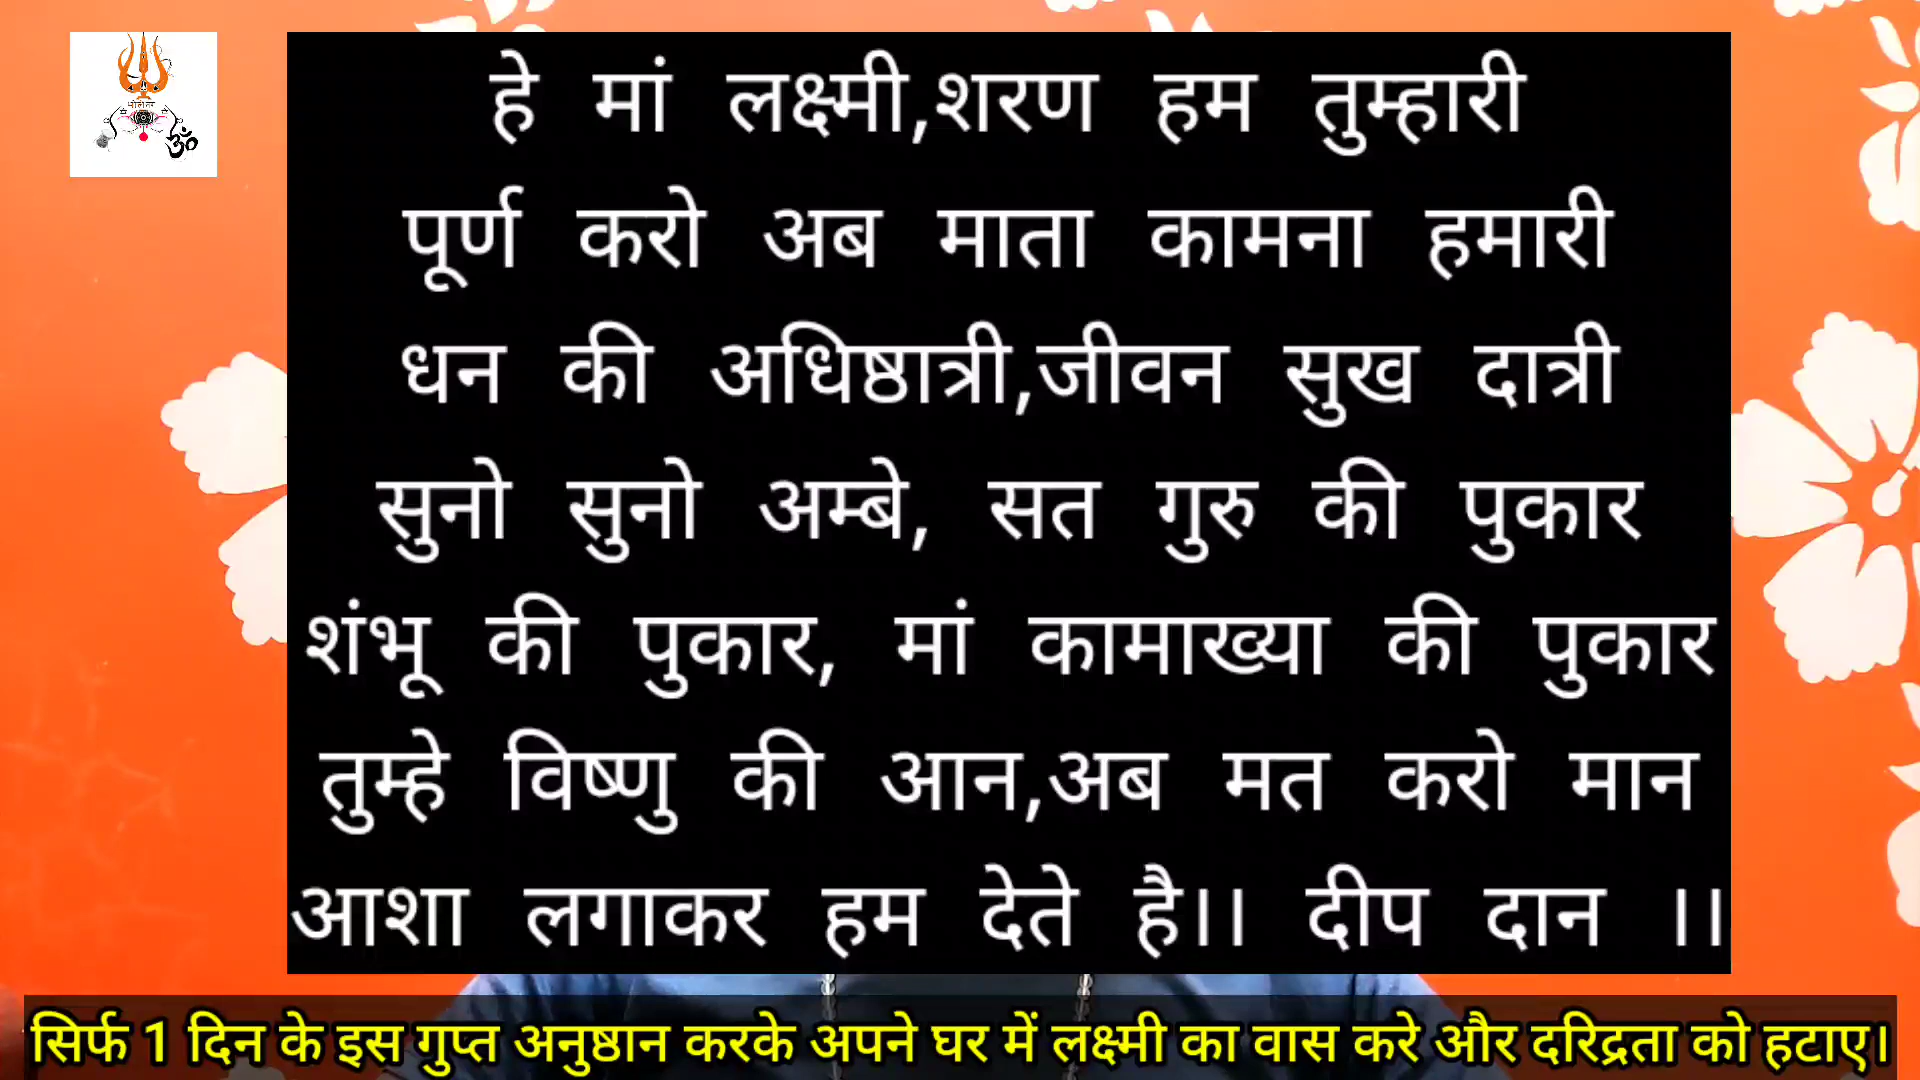 हे मां लक्ष्मी,शरण हम तुम्हारी
पूर्ण करो अब माता कामना हमारी
धन की अधिष्ठात्री,जीवन सुख दात्री
सुनो सुनो अम्बे, सत गुरु की पुकार
शंभू की पुकार, मां कामाख्या की पुकार
तुम्हे विष्णु की आन,अब मत करो मान
आशा लगाकर हम देते है।। दीप दान ।।
सिर्फ 1 दिन के इस गुप्त अनुष्ठान करके अपने घर में लक्ष्मी का वास करे और दरिद्रता को हटाए।